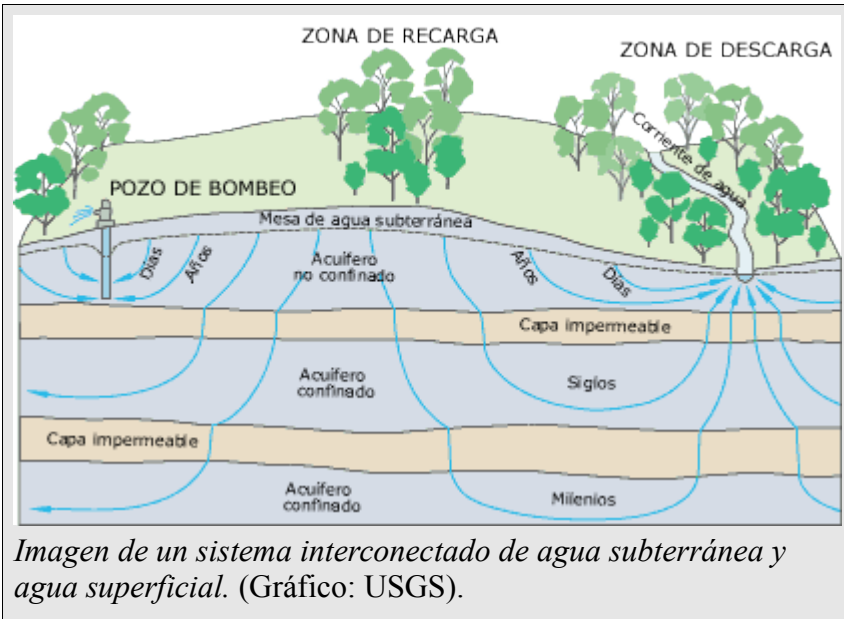 ZONA DE RECARGA
ZONA DE DESCARGA
Corriente de agua
POZO DE BOMBEO
Mesa de agua subterránea
Días
Años
Acuífero
no confinado
Años
Días
Capa impermeable
Acuífero
confinado
Siglos
Capa impermeable
Acuífero
confinado
Milenios
Imagen de un sistema interconectado de agua subterránea y
agua superficial. (Gráfico: USGS).